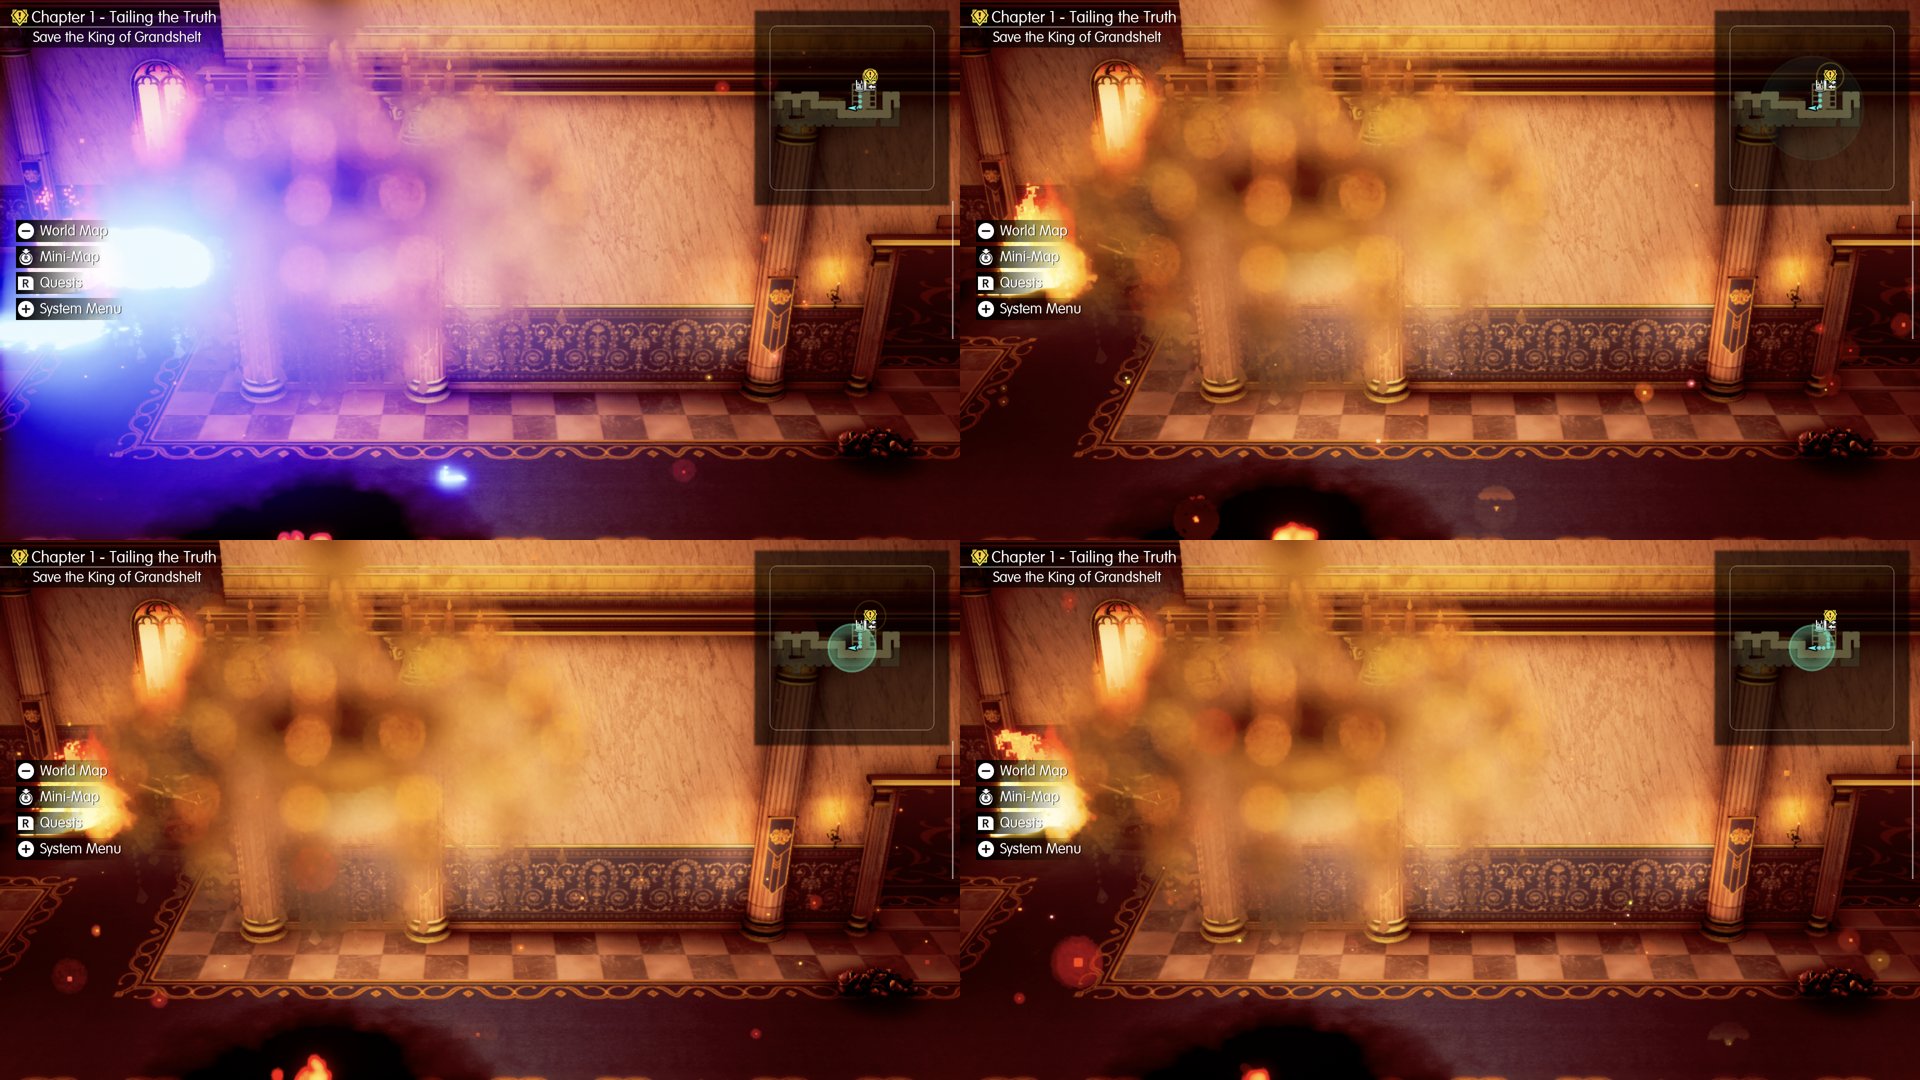 Chapter 1 - Tailing the Truth
Save the King of Grandshelt
World Map
Mini-Map
R Quests
System Menu
Chapter 1 - Tailing the Truth
Save the King of Grandshelt
World Map
Mini-Map
R Quests
System Menu
Chapter 1 - Tailing the Truth
Save the King of Grandshelt
World Map
Mini-Map
R Quests
System Menu
Chapter 1 - Tailing the Truth
Save the King of Grandshelt
World Map
Mini-Map
R Quests
System Menu